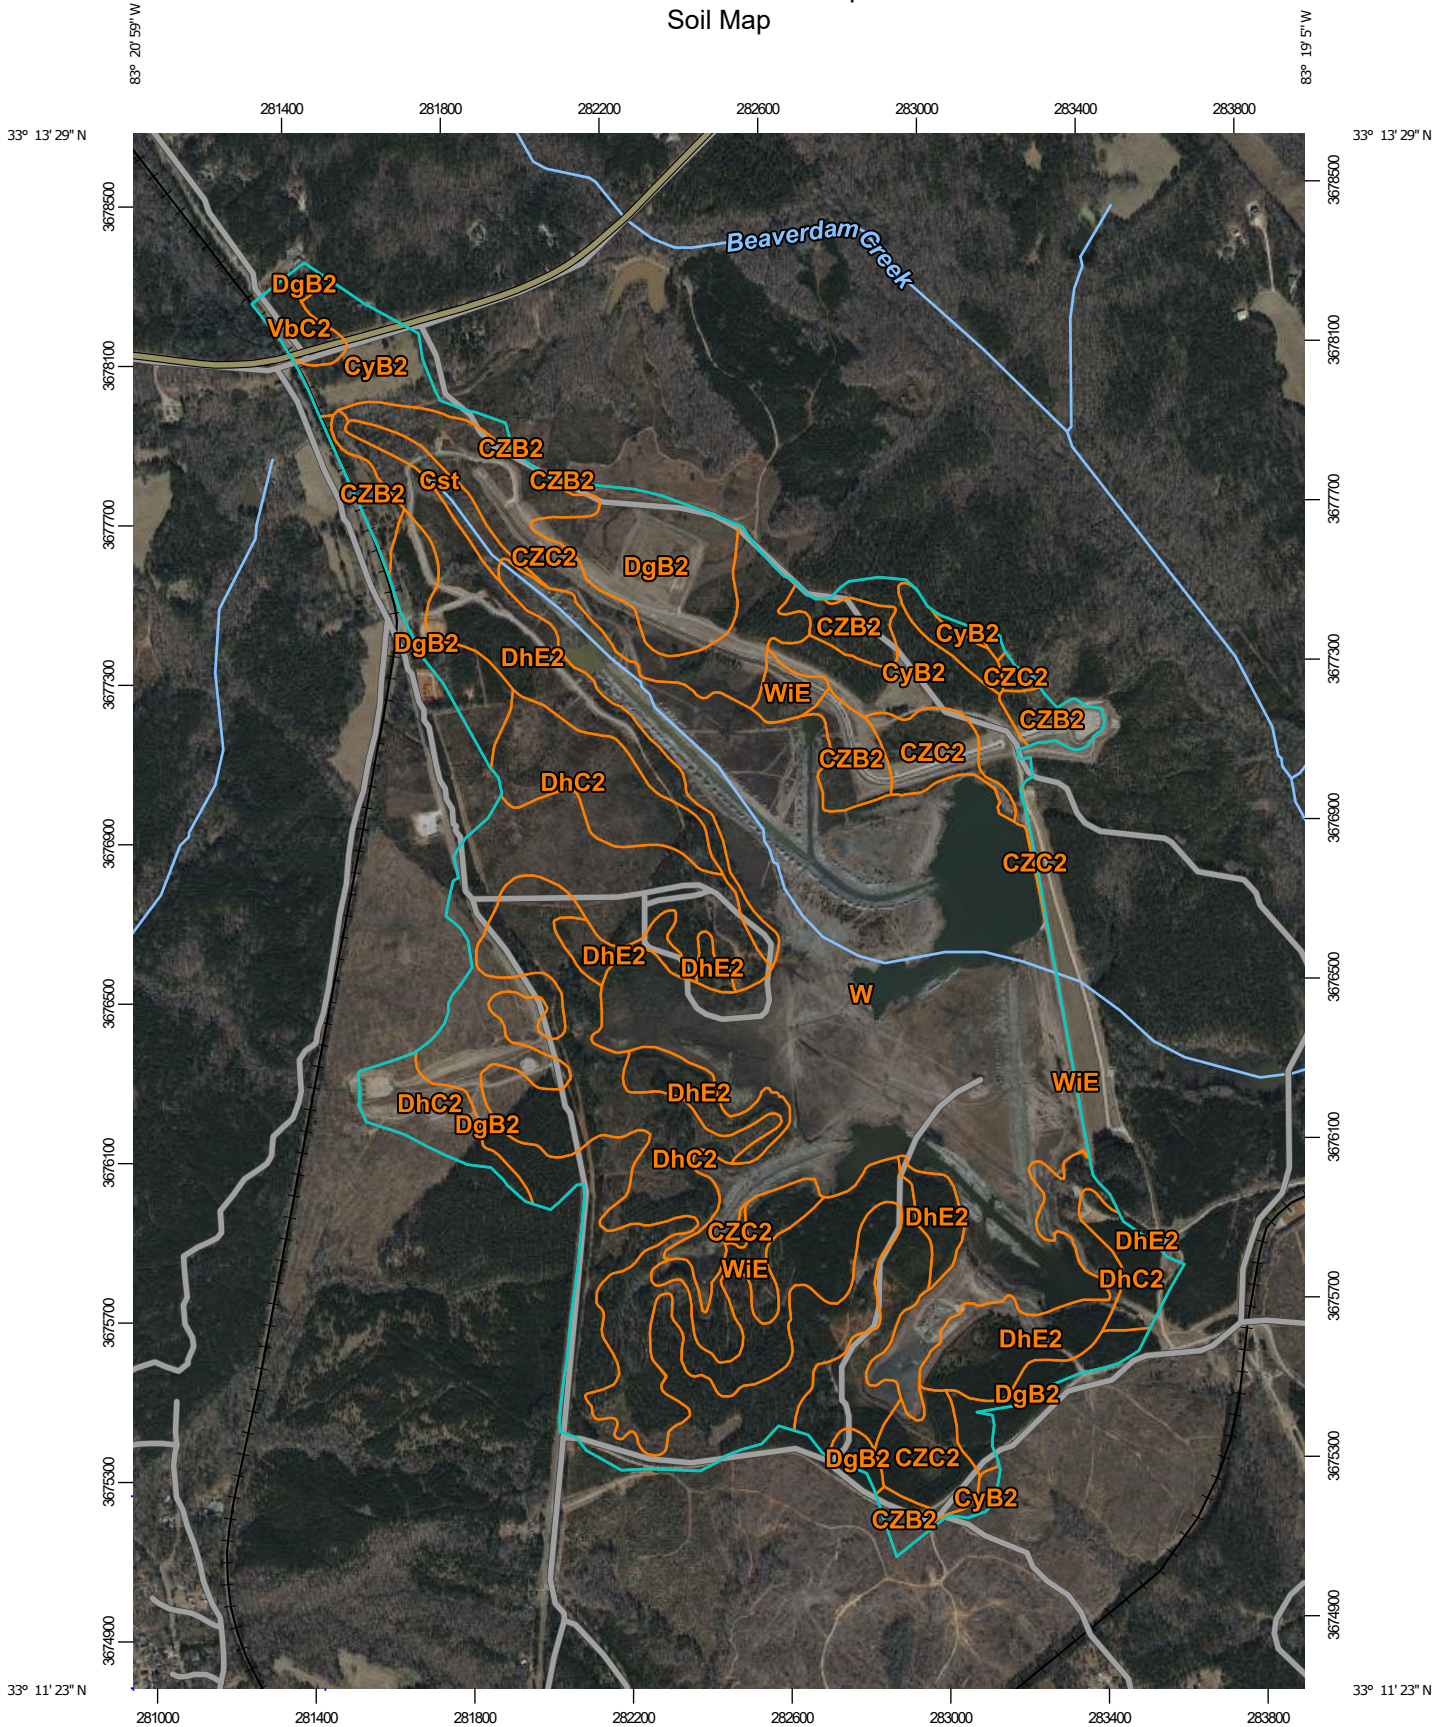 Soil Map
83° 20' 59" W
83° 19' 5" W
281400 281800 282200 282600 283000 283400 283800
33° 13' 29" N
33° 13' 29" N
3678500
3678500
Beaverdam Creek
DgB2
VbC2
3678100
3678100
CyB2
CZB2
Cst
CZB2
CZB2
3677700
3677700
CZC2
DgB2
CZB2
CyB2
DgB2
DhE2
3677300
3677300
CyB2
CZC2
WiE
CZB2
CZB2
CZC2
DhC2
3676900
3676900
CZC2
DhE2
DhE2
W
3676500
3676500
DhE2
WiE
DhC2
DgB2
3676100
3676100
DhC2
DhE2
CZC2
DhE2
WiE
DhC2
3675700
3675700
DhE2
DgB2
DgB2
CZC2
3675300
3675300
CyB2
CZB2
3674900
3674900
33° 11' 23" N
33° 11' 23" N
281000 281400 281800 282200 282600 283000 283400 283800